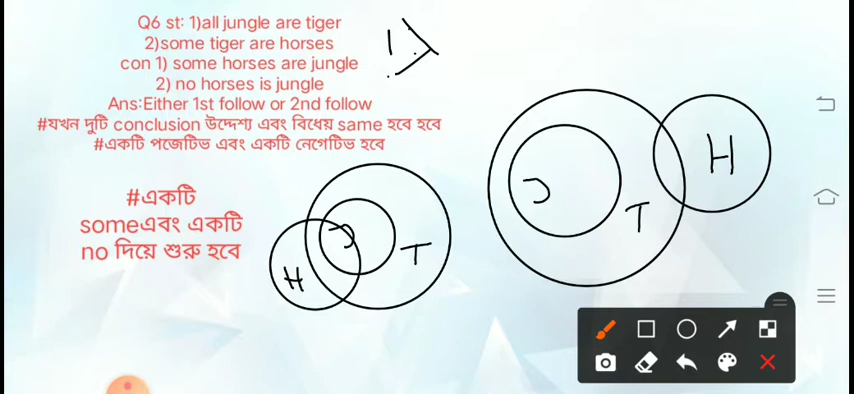 Q6 st: 1)all jungle are tiger
2)some tiger are horses
con 1) some horses are jungle
2) no horses is jungle
Ans:Either 1st follow or 2nd follow
#যখন দুটি conclusion উদ্দেশ্য এবং বিধেয় same হবে হবে
#একটি পজেটিভ এবং একটি নেগেটিভ হবে
#একটি
someএবং একটি
no দিয়ে শুরু হবে
J
T
H
H
J
T